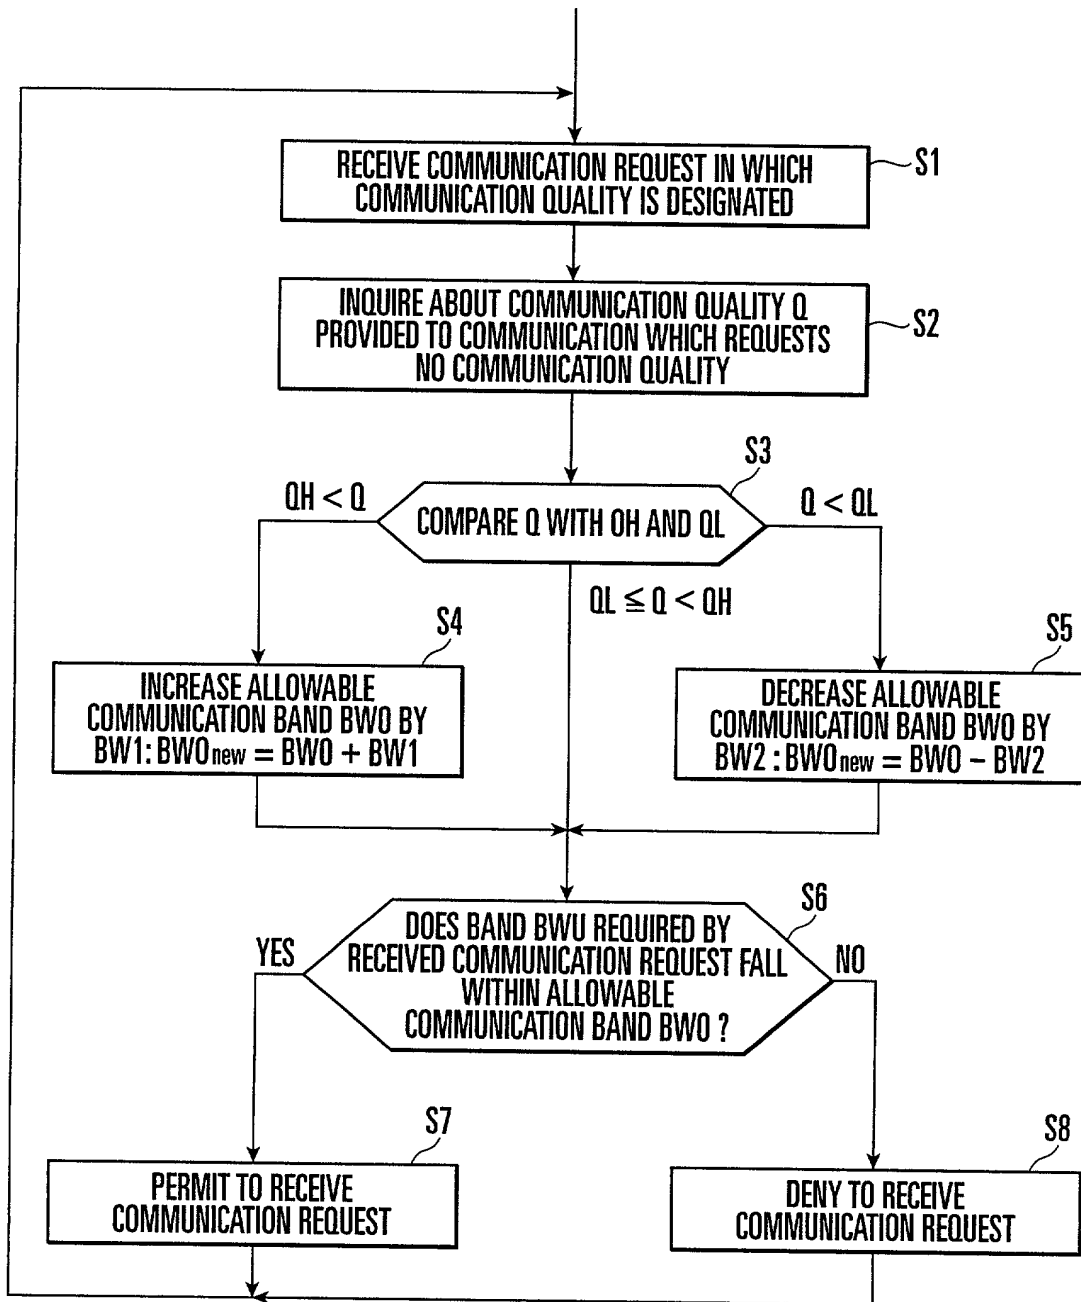 RECEIVE COMMUNICATION REQUEST IN WHICH
COMMUNICATION QUALITY IS DESIGNATED
S1
INQUIRE ABOUT COMMUNICATION QUALITY Q
PROVIDED TO COMMUNICATION WHICH REQUESTS
NO COMMUNICATION QUALITY
S2
S3
QH < Q
COMPARE Q WITH OH AND QL
Q < QL
QL ≦ Q < QH
S4
INCREASE ALLOWABLE
COMMUNICATION BAND BW0 BY
BW1 : BW0new = BW0 + BW1
S5
DECREASE ALLOWABLE
COMMUNICATION BAND BW0 BY
BW2 : BW0new = BW0 − BW2
S6
YES
DOES BAND BWU REQUIRED BY
RECEIVED COMMUNICATION REQUEST FALL
WITHIN ALLOWABLE
COMMUNICATION BAND BW0 ?
NO
S7
PERMIT TO RECEIVE
COMMUNICATION REQUEST
S8
DENY TO RECEIVE
COMMUNICATION REQUEST